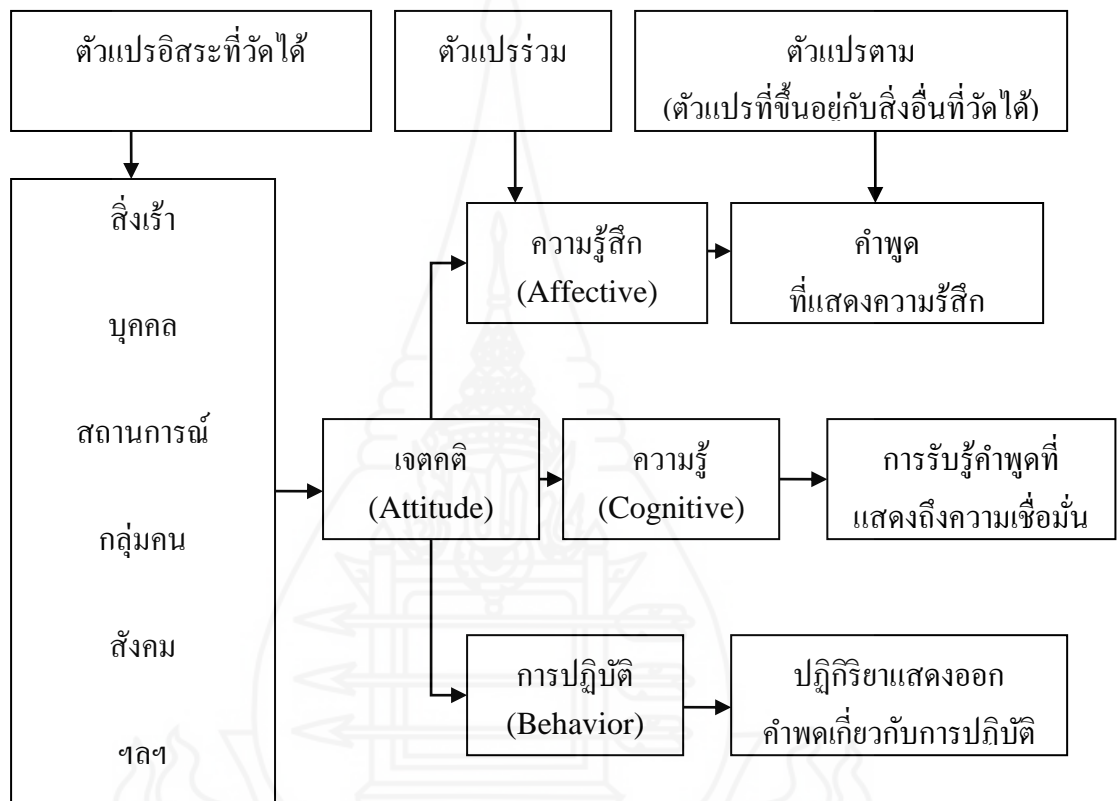 ตัวแปรอิสระที่วัดได้
ตัวแปรร่วม
ตัวแปรตาม
(ตัวแปรที่ขึ้นอยู่กับสิ่งอื่นที่วัดได้)
สิ่งเร้า
บุคคล
สถานการณ์
กลุ่มคน
สังคม
ฯลฯ
เจตคติ
(Attitude)
ความรู้สึก
(Affective)
คำพูด
ที่แสดงความรู้สึก
ความรู้
(Cognitive)
การรับรู้คำพูดที่
แสดงถึงความเชื่อมั่น
การปฏิบัติ
(Behavior)
ปฏิกิริยาแสดงออก
คำพูดเกี่ยวกับการปฏิบัติ